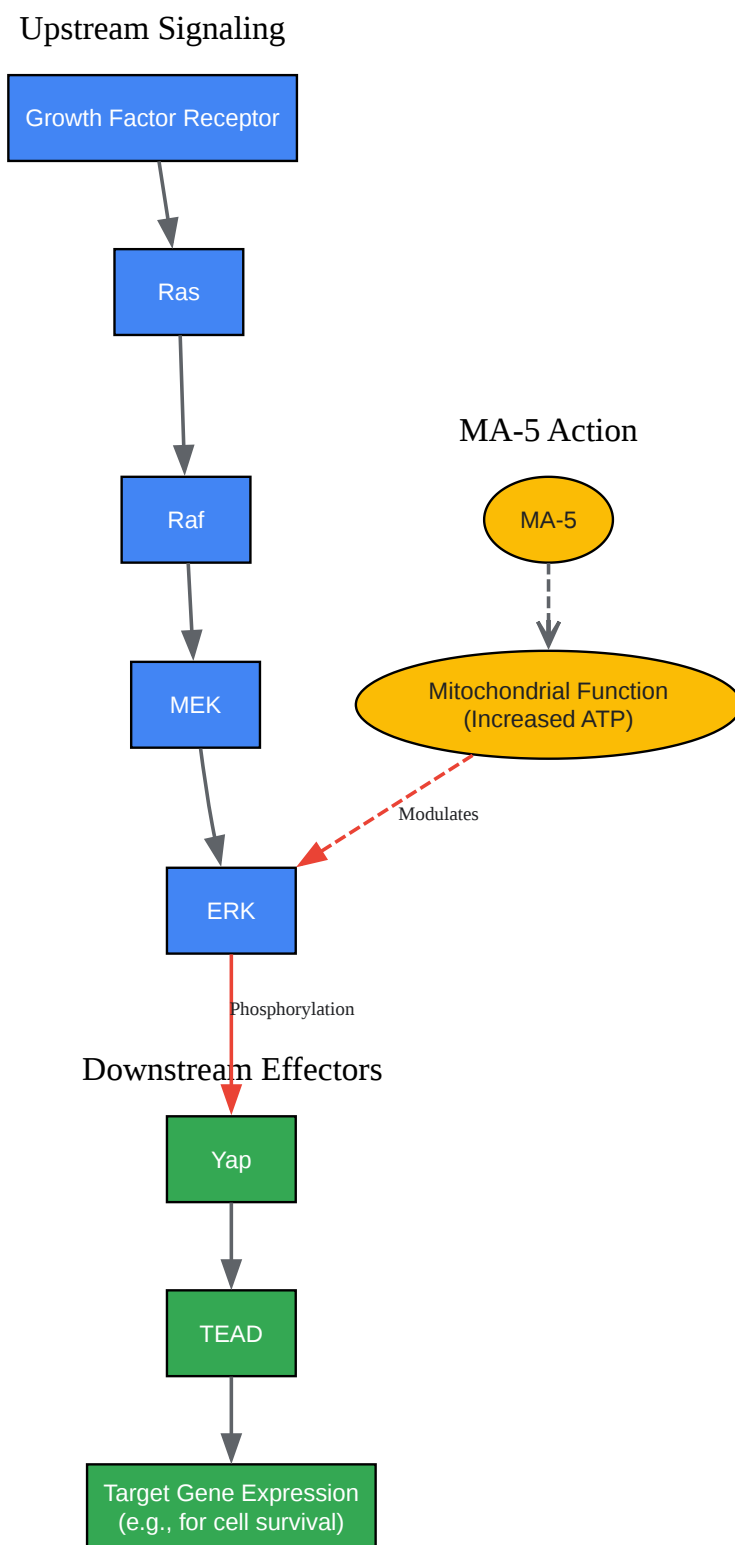 Upstream Signaling
Growth Factor Receptor
Ras
Raf
MEK
ERK
MA-5 Action
MA-5
Mitochondrial Function
(Increased ATP)
Modulates
Phosphorylation
Downstream Effectors
Yap
TEAD
Target Gene Expression
(e.g., for cell survival)